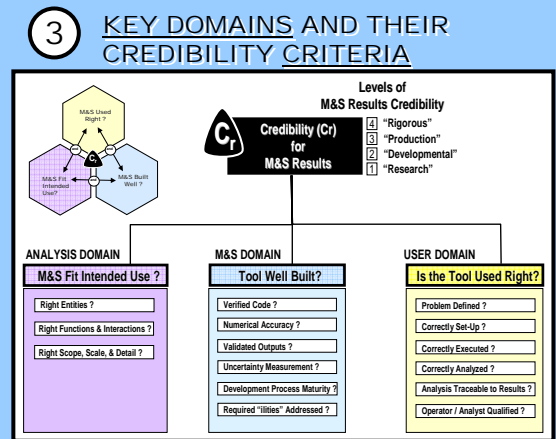 3
KEY DOMAINS AND THEIR
CREDIBILITY CRITERIA
M&S Used
Right ?
M&S Fit
Intended
Use?
M&S Built
Well ?
and
and
and
Cr
Cr
Credibility (Cr)
for
M&S Results
Levels of
M&S Results Credibility
4 “Rigorous”
3 “Production”
2 “Developmental”
1 “Research”
ANALYSIS DOMAIN
M&S Fit Intended Use ?
Right Entities ?
Right Functions & Interactions ?
Right Scope, Scale, & Detail ?
M&S DOMAIN
Tool Well Built?
Verified Code ?
Numerical Accuracy ?
Validated Outputs ?
Uncertainty Measurement ?
Development Process Maturity ?
Required “ilities” Addressed ?
USER DOMAIN
Is the Tool Used Right?
Problem Defined ?
Correctly Set-Up ?
Correctly Executed ?
Correctly Analyzed ?
Analysis Traceable to Results ?
Operator / Analyst Qualified ?